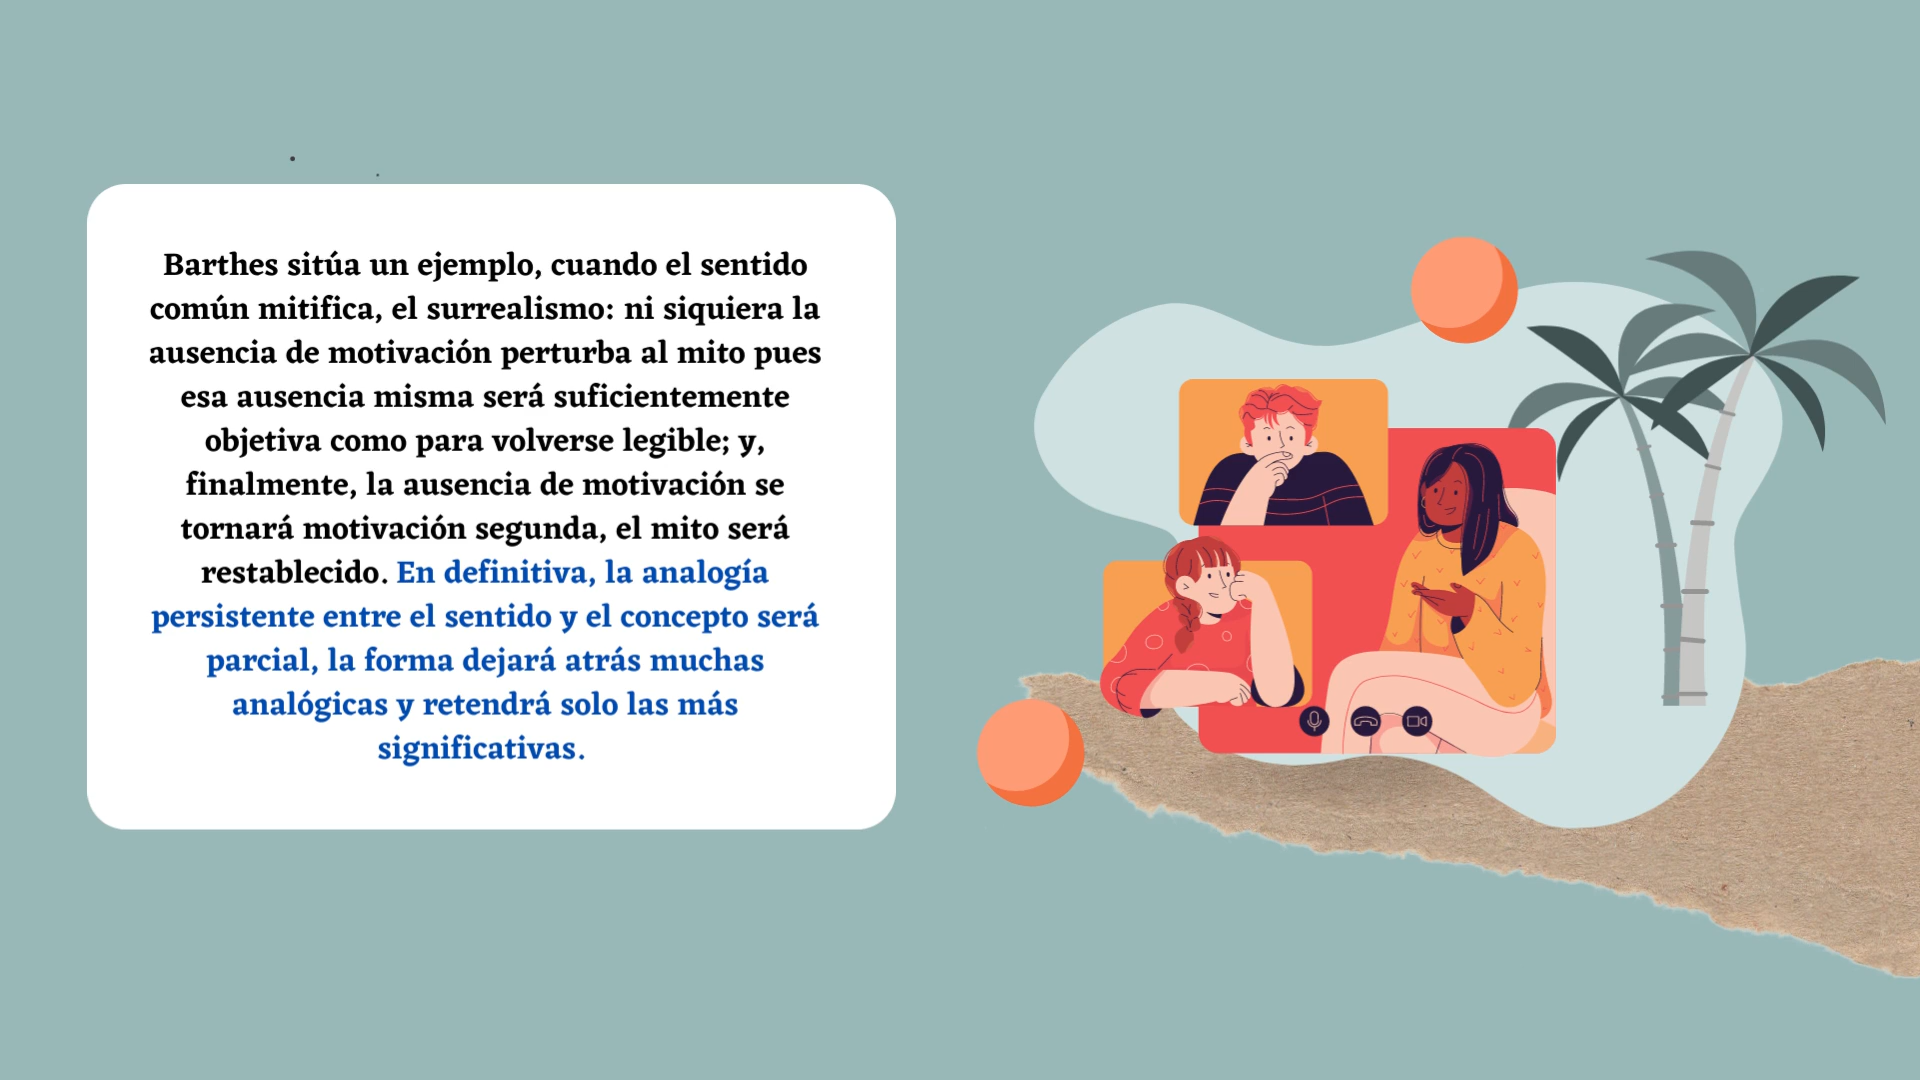 Barthes sitúa un ejemplo, cuando el sentido
común mitifica, el surrealismo: ni siquiera la
ausencia de motivación perturba al mito pues
esa ausencia misma será suficientemente
objetiva como para volverse legible; y,
finalmente, la ausencia de motivación se
tornará motivación segunda, el mito será
restablecido. En definitiva, la analogía
persistente entre el sentido y el concepto será
parcial, la forma dejará atrás muchas
analógicas y retendrá solo las más
significativas.